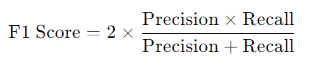 F1 Score = 2 × Precision × Recall / Precision + Recall